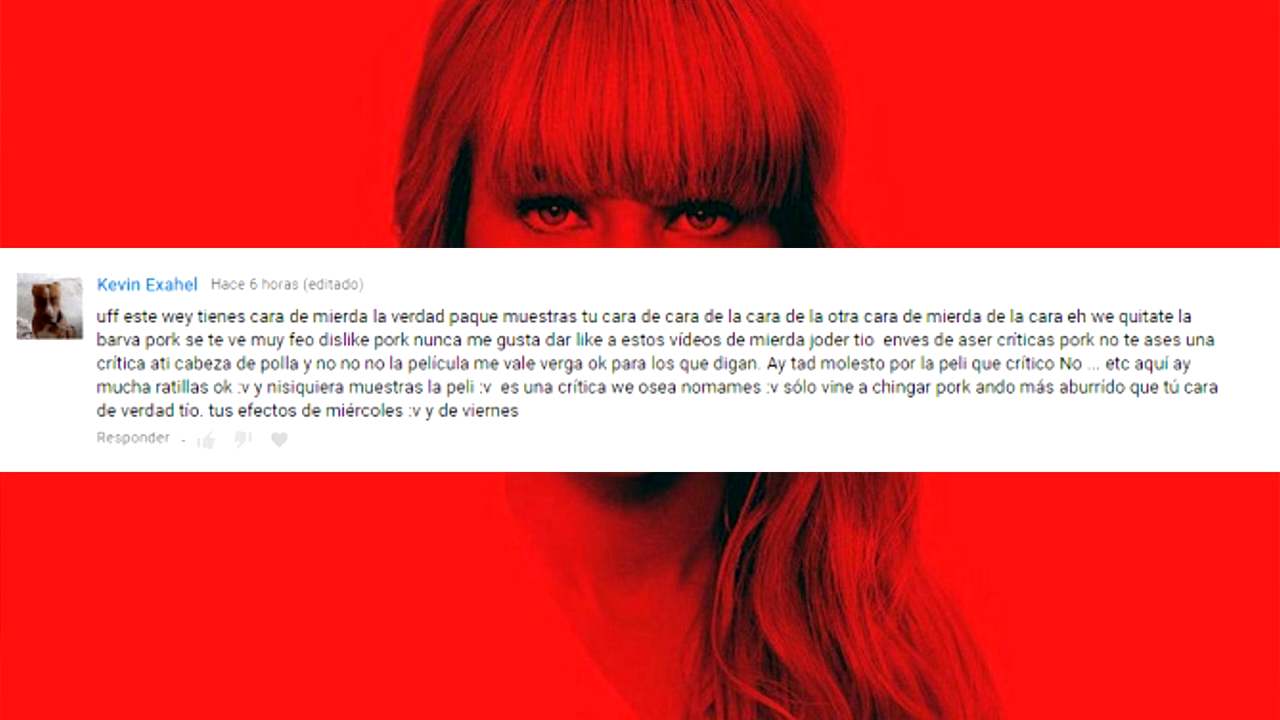 Kevin Exahel Hace 6 horas (editado)
uff este wey tienes cara de mierda la verdad paque muestras tu cara de cara de la cara de la otra cara de mierda de la cara eh we quitate la
barva pork se te ve muy feo dislike pork nunca me gusta dar like a estos vídeos de mierda joder tio enves de aser críticas pork no te ases una
crítica ati cabeza de polla y no no no la película me vale verga ok para los que digan. Ay tad molesto por la peli que crítico No ... etc aquí ay
mucha ratillas ok :v y nisiquiera muestras la peli :v es una crítica we osea nomames :v sólo vine a chingar pork ando más aburrido que tú cara
de verdad tío. tus efectos de miércoles :v y de viernes
Responder